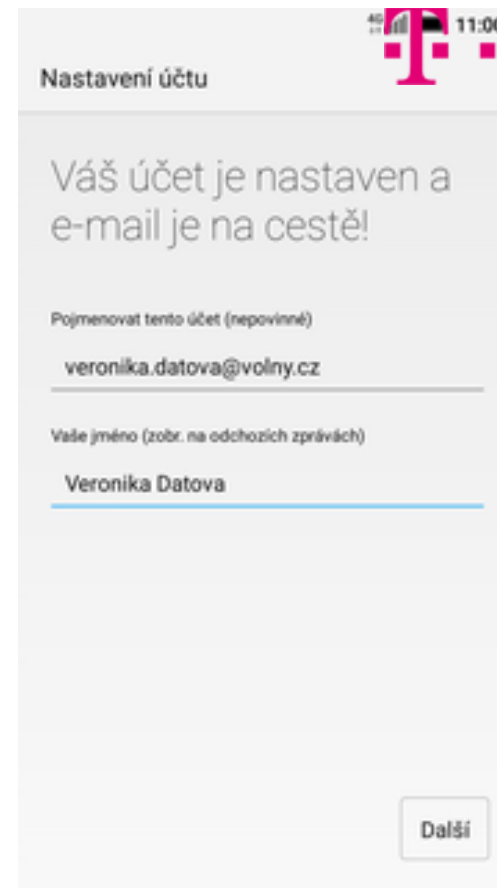 4G 11:00
Nastavení účtu
Váš účet je nastaven a
e-mail je na cestě!
Pojmenovat tento účet (nepovinné)
veronika.datova@volny.cz
Vaše jméno (zobr. na odchozích zprávách)
Veronika Datova
Další